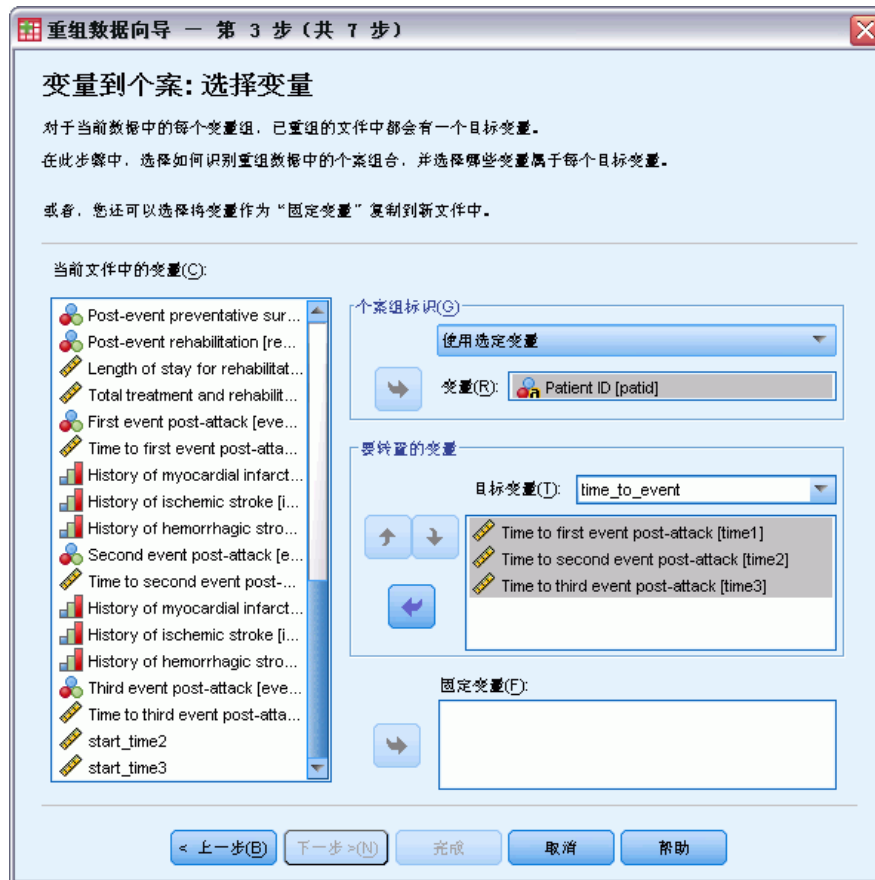 重组数据向导 — 第 3 步（共 7 步）
变量到个案: 选择变量
对于当前数据中的每个变量组，已重组的文件中都会有一个目标变量。
在此步骤中，选择如何识别重组数据中的个案组合，并选择哪些变量属于每个目标变量。
或者，您还可以选择将变量作为“固定变量”复制到新文件中。
当前文件中的变量(C):
Post-event preventative sur...
Post-event rehabilitation [re...
Length of stay for rehabilitat...
Total treatment and rehabilit...
First event post-attack [eve...
Time to first event post-atta...
History of myocardial infarct...
History of ischemic stroke [i...
History of hemorrhagic stro...
Second event post-attack [e...
Time to second event post-...
History of myocardial infarct...
History of ischemic stroke [i...
History of hemorrhagic stro...
Third event post-attack [eve...
Time to third event post-atta...
start_time2
start_time3
个案组标识(G)
使用选定变量
变量(R): Patient ID [patid]
要转置的变量
目标变量(T): time_to_event
Time to first event post-attack [time1]
Time to second event post-attack [time2]
Time to third event post-attack [time3]
固定变量(F):
< 上一步(B) 下一步 >(N) 完成 取消 帮助